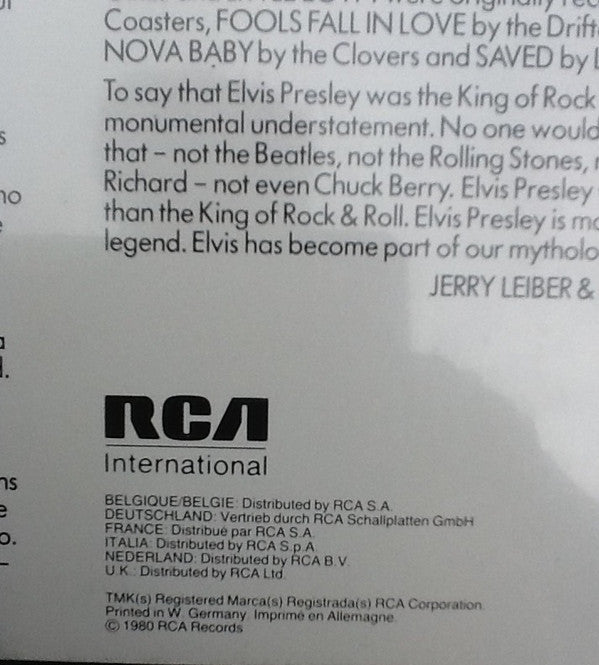 Coasters, FOOLS FALL IN LOVE by the
NOVA BABY by the Clovers and SAVED by
To say that Elvis Presley was the King of Rock
monumental understatement. No one would
that – not the Beatles, not the Rolling Stones,
Richard – not even Chuck Berry. Elvis Presley
than the King of Rock & Roll. Elvis Presley is
legend. Elvis has become part of our
JERRY LEIBER &
RCA
International
BELGIQUE/BELGIE: Distributed by RCA S.A.
DEUTSCHLAND: Vertrieb durch RCA Schallplatten GmbH
FRANCE: Distribué par RCA S.A.
ITALIA: Distributed by RCA S.p.A.
NEDERLAND: Distributed by RCA B.V.
U.K.: Distributed by RCA Ltd.
TMK(s) Registered Marca(s) Registrada(s) RCA Corporation.
Printed in W. Germany. Imprimé en Allemagne.
© 1980 RCA Records